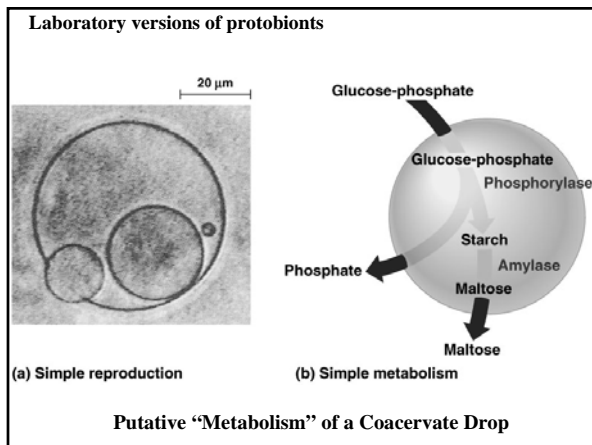 Laboratory versions of protobionts
20 µm
Glucose-phosphate
Glucose-phosphate
Phosphorylase
Starch
Phosphate
Amylase
Maltose
Maltose
(a) Simple reproduction
(b) Simple metabolism
Putative “Metabolism” of a Coacervate Drop